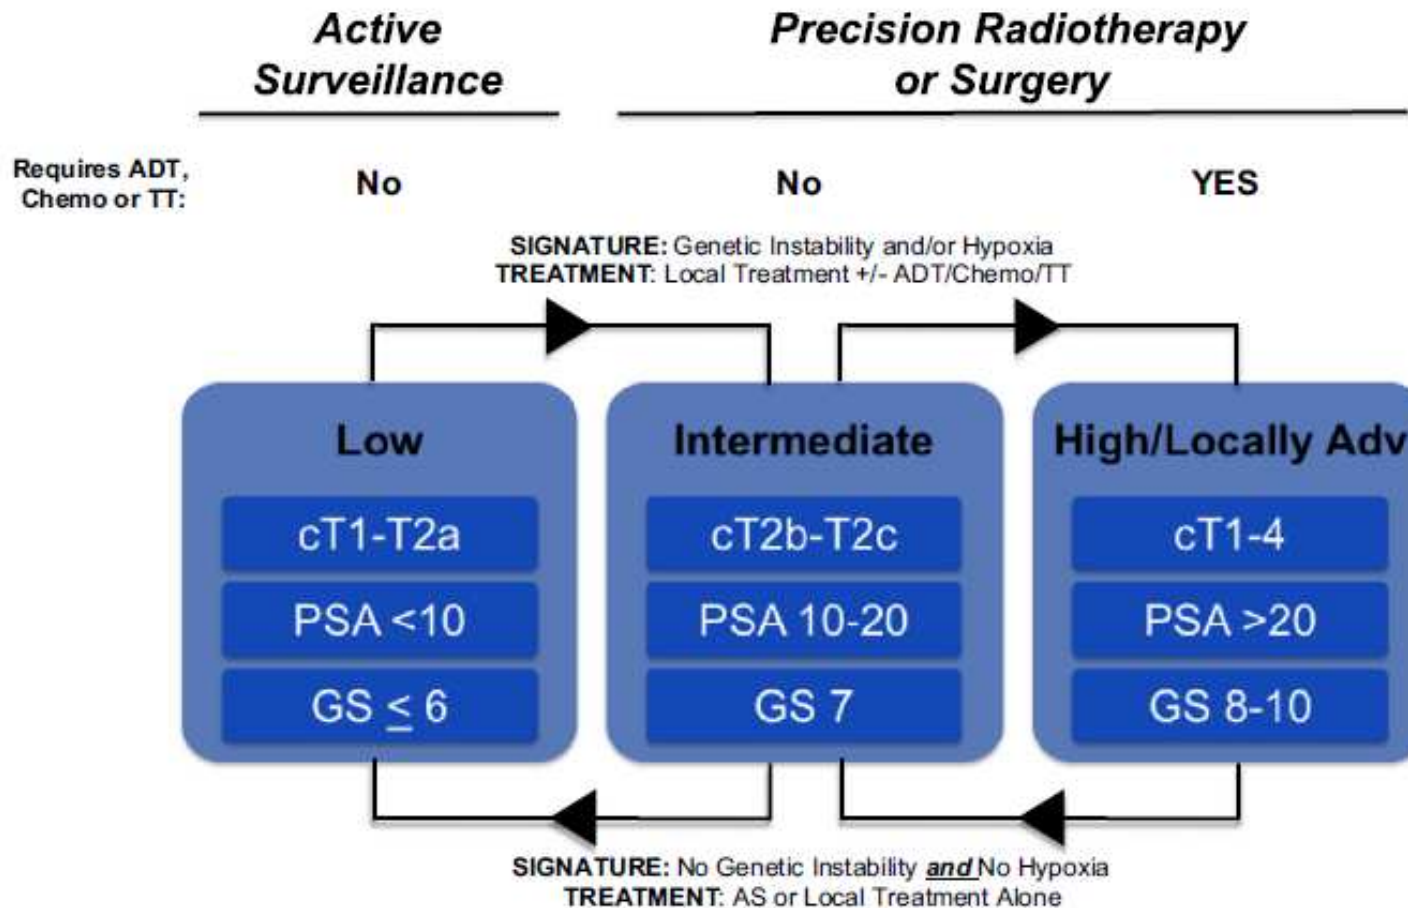 Active
Surveillance
Precision Radiotherapy
or Surgery
Requires ADT,
Chemo or TT:
No
No
YES
SIGNATURE: Genetic Instability and/or Hypoxia
TREATMENT: Local Treatment +/- ADT/Chemo/TT
Low
cT1-T2a
PSA <10
GS ≤ 6
Intermediate
cT2b-T2c
PSA 10-20
GS 7
High/Locally Adv
cT1-4
PSA >20
GS 8-10
SIGNATURE: No Genetic Instability and No Hypoxia
TREATMENT: AS or Local Treatment Alone